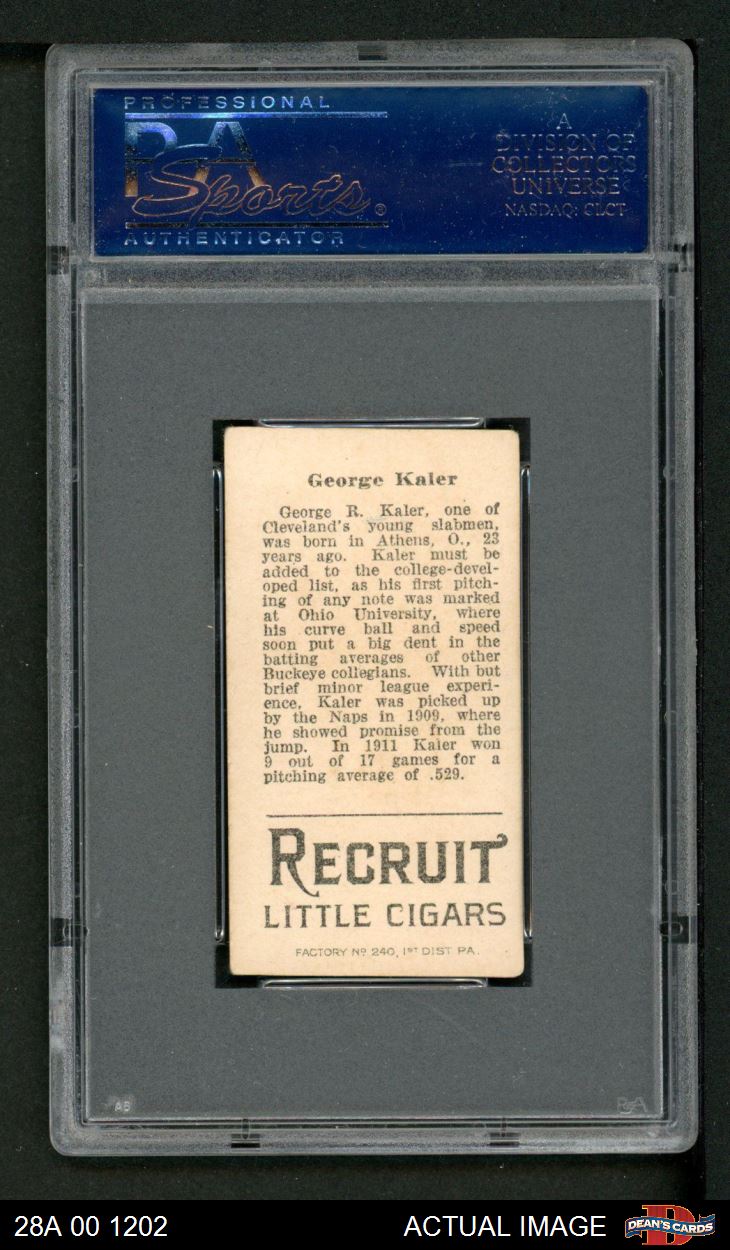 PROFESSIONAL
PSA
Sports®
AUTHENTICATOR
A
DIVISION OF
COLLECTORS
UNIVERSE
NASDAQ: CLCT
George Kaler
George R. Kaler, one of
Cleveland's young slabmen,
was born in Athens, O., 23
years ago. Kaler must be
added to the college-devel-
oped list, as his first pitch-
ing of any note was marked
at Ohio University, where
his curve ball and speed
soon put a big dent in the
batting averages of other
Buckeye collegians. With but
brief minor league experi-
ence, Kaler was picked up
by the Naps in 1909, where
he showed promise from the
jump. In 1911 Kaler won
9 out of 17 games for a
pitching average of .529.
RECRUIT
LITTLE CIGARS
FACTORY Nº 240, 1ST DIST PA.
AB
PSA
28A 00 1202
ACTUAL IMAGE
D
DEAN'S CARDS